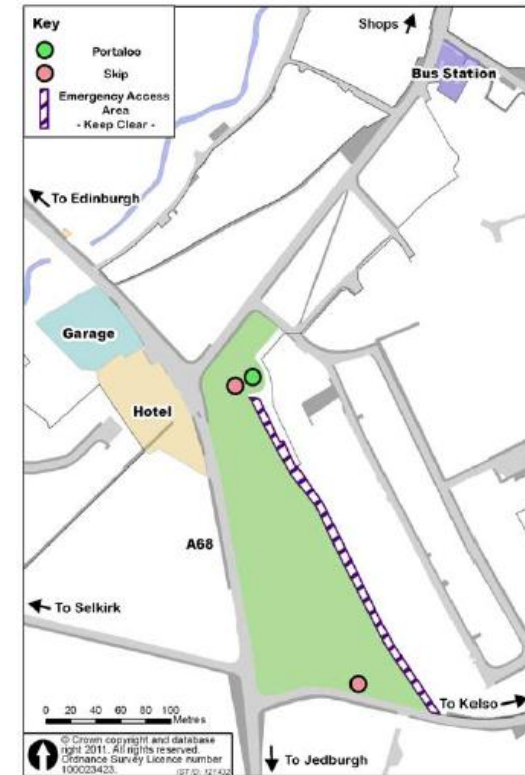 Key
Portaloo
Skip
Emergency Access
Area
- Keep Clear -
Shops
Bus Station
To Edinburgh
Garage
Hotel
A68
To Selkirk
To Kelso
0 20 40 60 80 100
Metres
© Crown copyright and database
right 2011. All rights reserved.
Ordnance Survey Licence number
100023423.
To Jedburgh